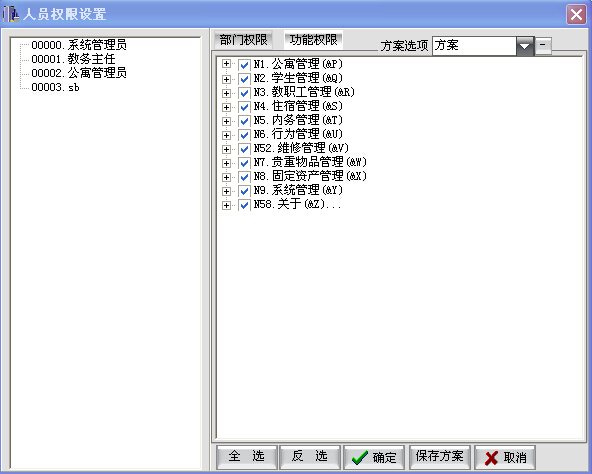 人员权限设置
00000.系统管理员
00001.教务主任
00002.公寓管理员
00003.sb
部门权限 功能权限 方案选项 方案 -
N1.公寓管理(&P)
N2.学生管理(&Q)
N3.教职工管理(&R)
N4.住宿管理(&S)
N5.内务管理(&T)
N6.行为管理(&U)
N52.维修管理(&V)
N7.贵重物品管理(&W)
N8.固定资产管理(&X)
N9.系统管理(&Y)
N58.关于(&Z)...
全 选 反 选 确定 保存方案 取消